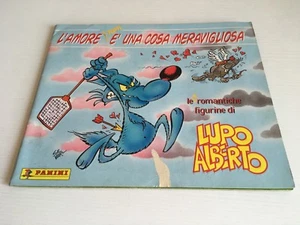 L'AMORE È UNA COSA MERAVIGLIOSA
le romantiche
figurine di
LUPO
ALBERTO
PANINI